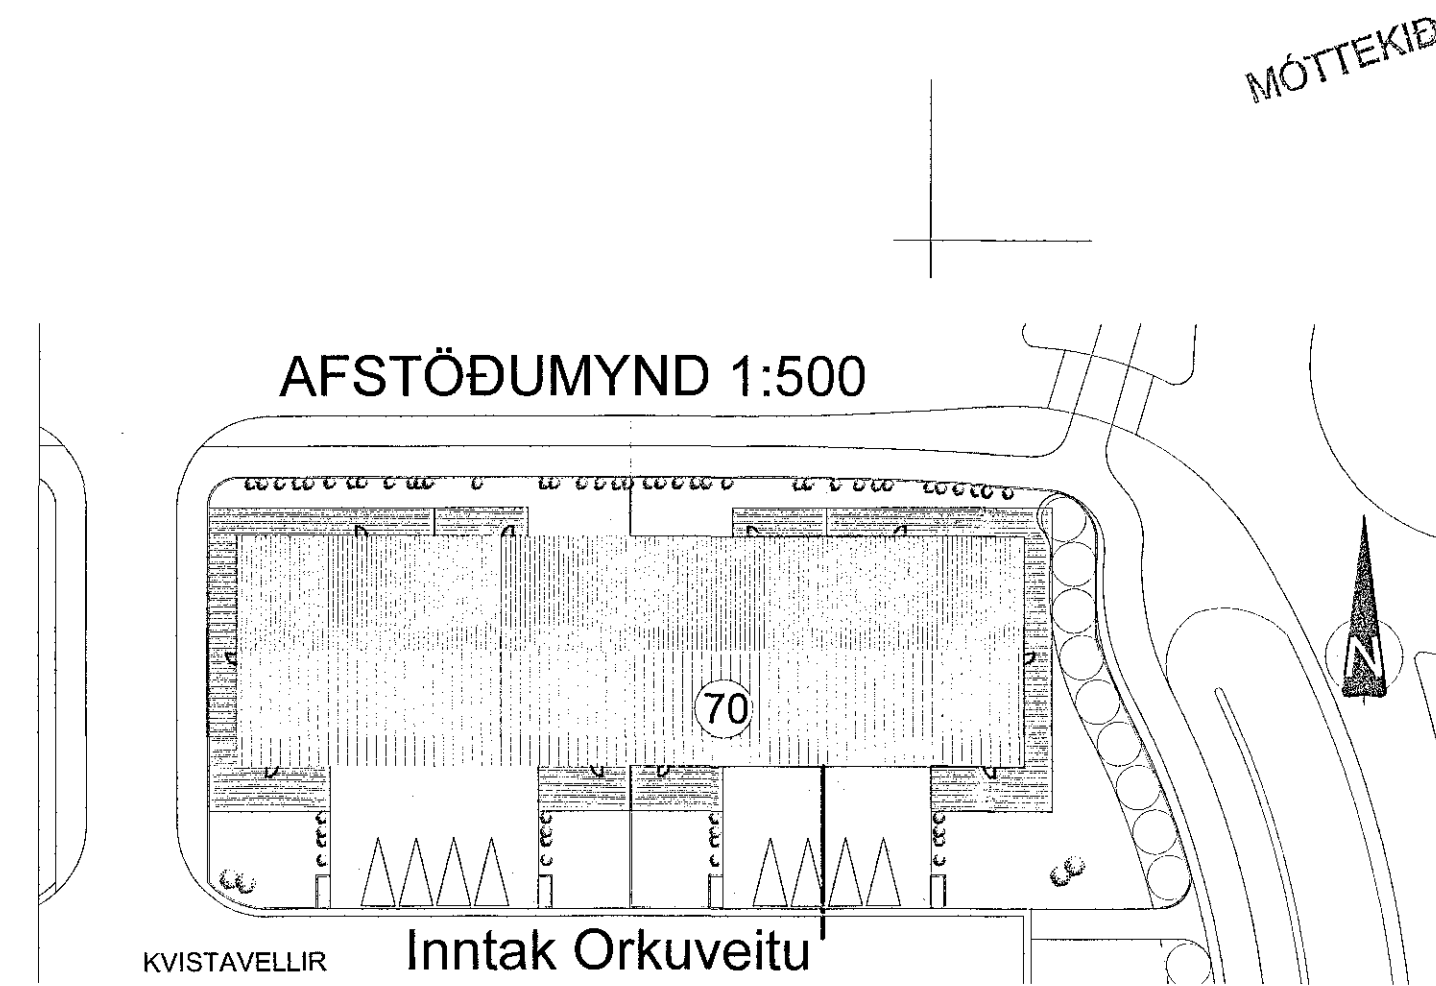 MÓTTEKIÐ
AFSTÖÐUMYND 1:500
N
70
KVISTAVELLIR
Inntak Orkuveitu